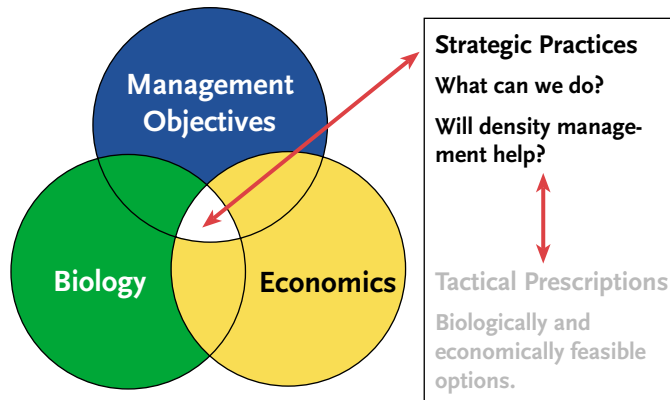 Management
Objectives
Biology
Economics
Strategic Practices
What can we do?
Will density manage-
ment help?
Tactical Prescriptions
Biologically and
economically feasible
options.